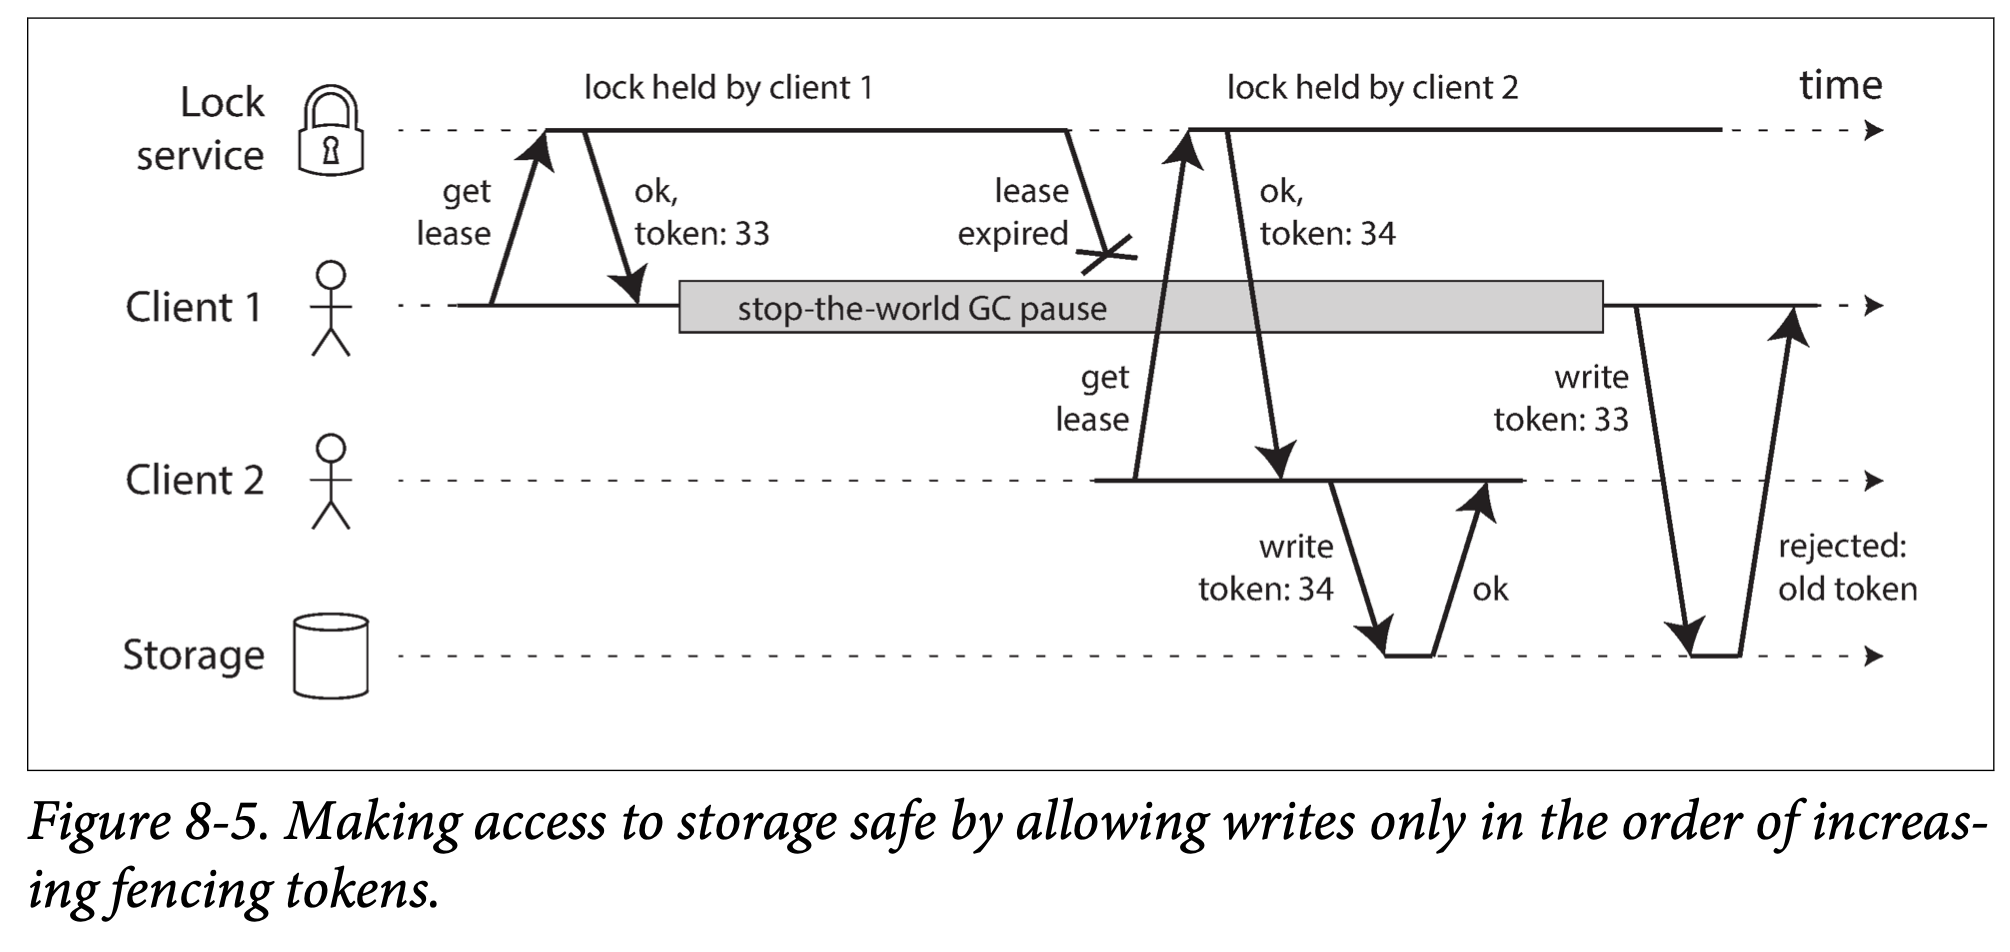 lock held by client 1
lock held by client 2
time
Lock
service
get
lease
ok,
token: 33
lease
expired
ok,
token: 34
Client 1
stop-the-world GC pause
get
lease
write
token: 33
Client 2
write
token: 34
ok
rejected:
old token
Storage
Figure 8-5. Making access to storage safe by allowing writes only in the order of increas-
ing fencing tokens.